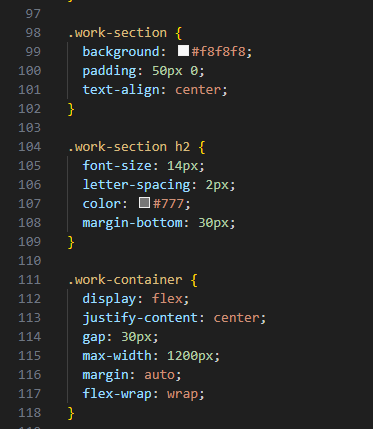 97
98 .work-section {
99 background: #f8f8f8;
100 padding: 50px 0;
101 text-align: center;
102 }
103
104 .work-section h2 {
105 font-size: 14px;
106 letter-spacing: 2px;
107 color: #777;
108 margin-bottom: 30px;
109 }
110
111 .work-container {
112 display: flex;
113 justify-content: center;
114 gap: 30px;
115 max-width: 1200px;
116 margin: auto;
117 flex-wrap: wrap;
118 }